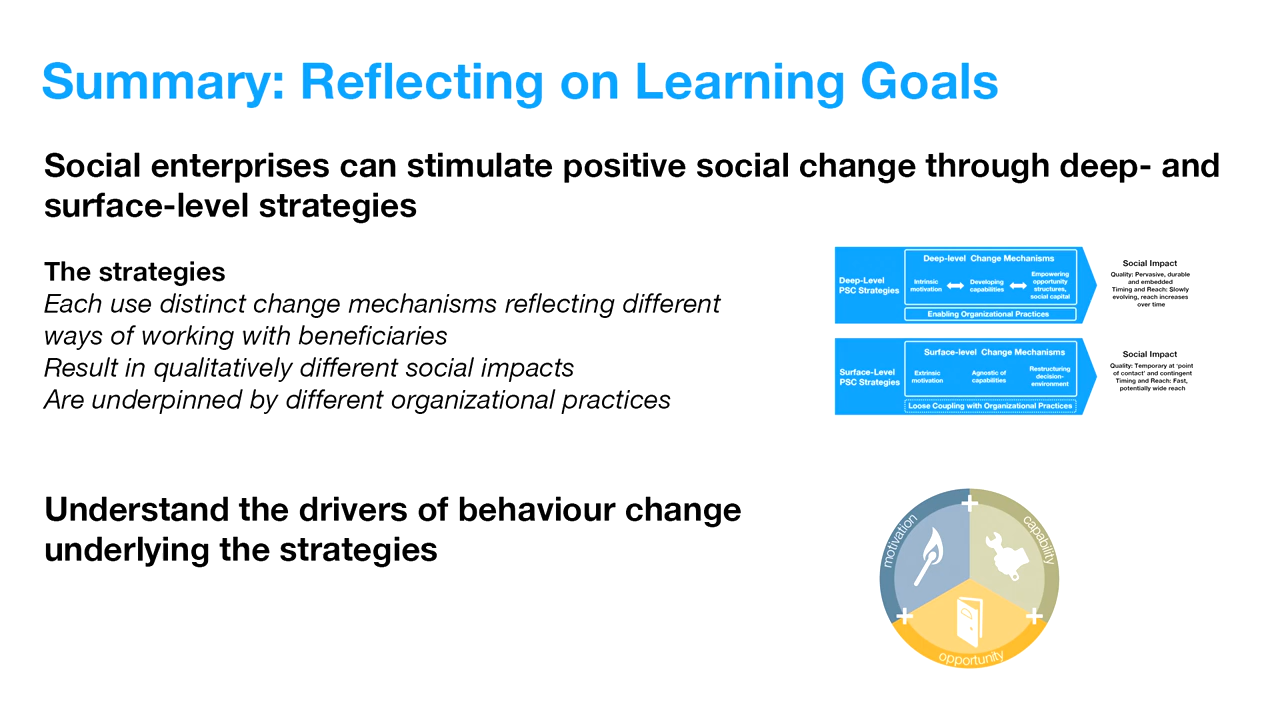 Summary: Reflecting on Learning Goals
Social enterprises can stimulate positive social change through deep- and
surface-level strategies
The strategies
Each use distinct change mechanisms reflecting different
ways of working with beneficiaries
Result in qualitatively different social impacts
Are underpinned by different organizational practices
Deep-Level
PSC Strategies
Deep-level Change Mechanisms
Intrinsic
motivation
Developing
capabilities
Empowering
opportunity
structures,
social capital
Enabling Organizational Practices
Social Impact
Quality: Pervasive, durable
and embedded
Timing and Reach: Slowly
evolving, reach increases
over time
Surface-Level
PSC Strategies
Surface-level Change Mechanisms
Extrinsic
motivation
Agnostic of
capabilities
Restructuring
decision-
environment
Loose Coupling with Organizational Practices
Social Impact
Quality: Temporary at 'point
of contact' and contingent
Timing and Reach: Fast,
potentially wide reach
Understand the drivers of behaviour change
underlying the strategies
motivation
capability
opportunity